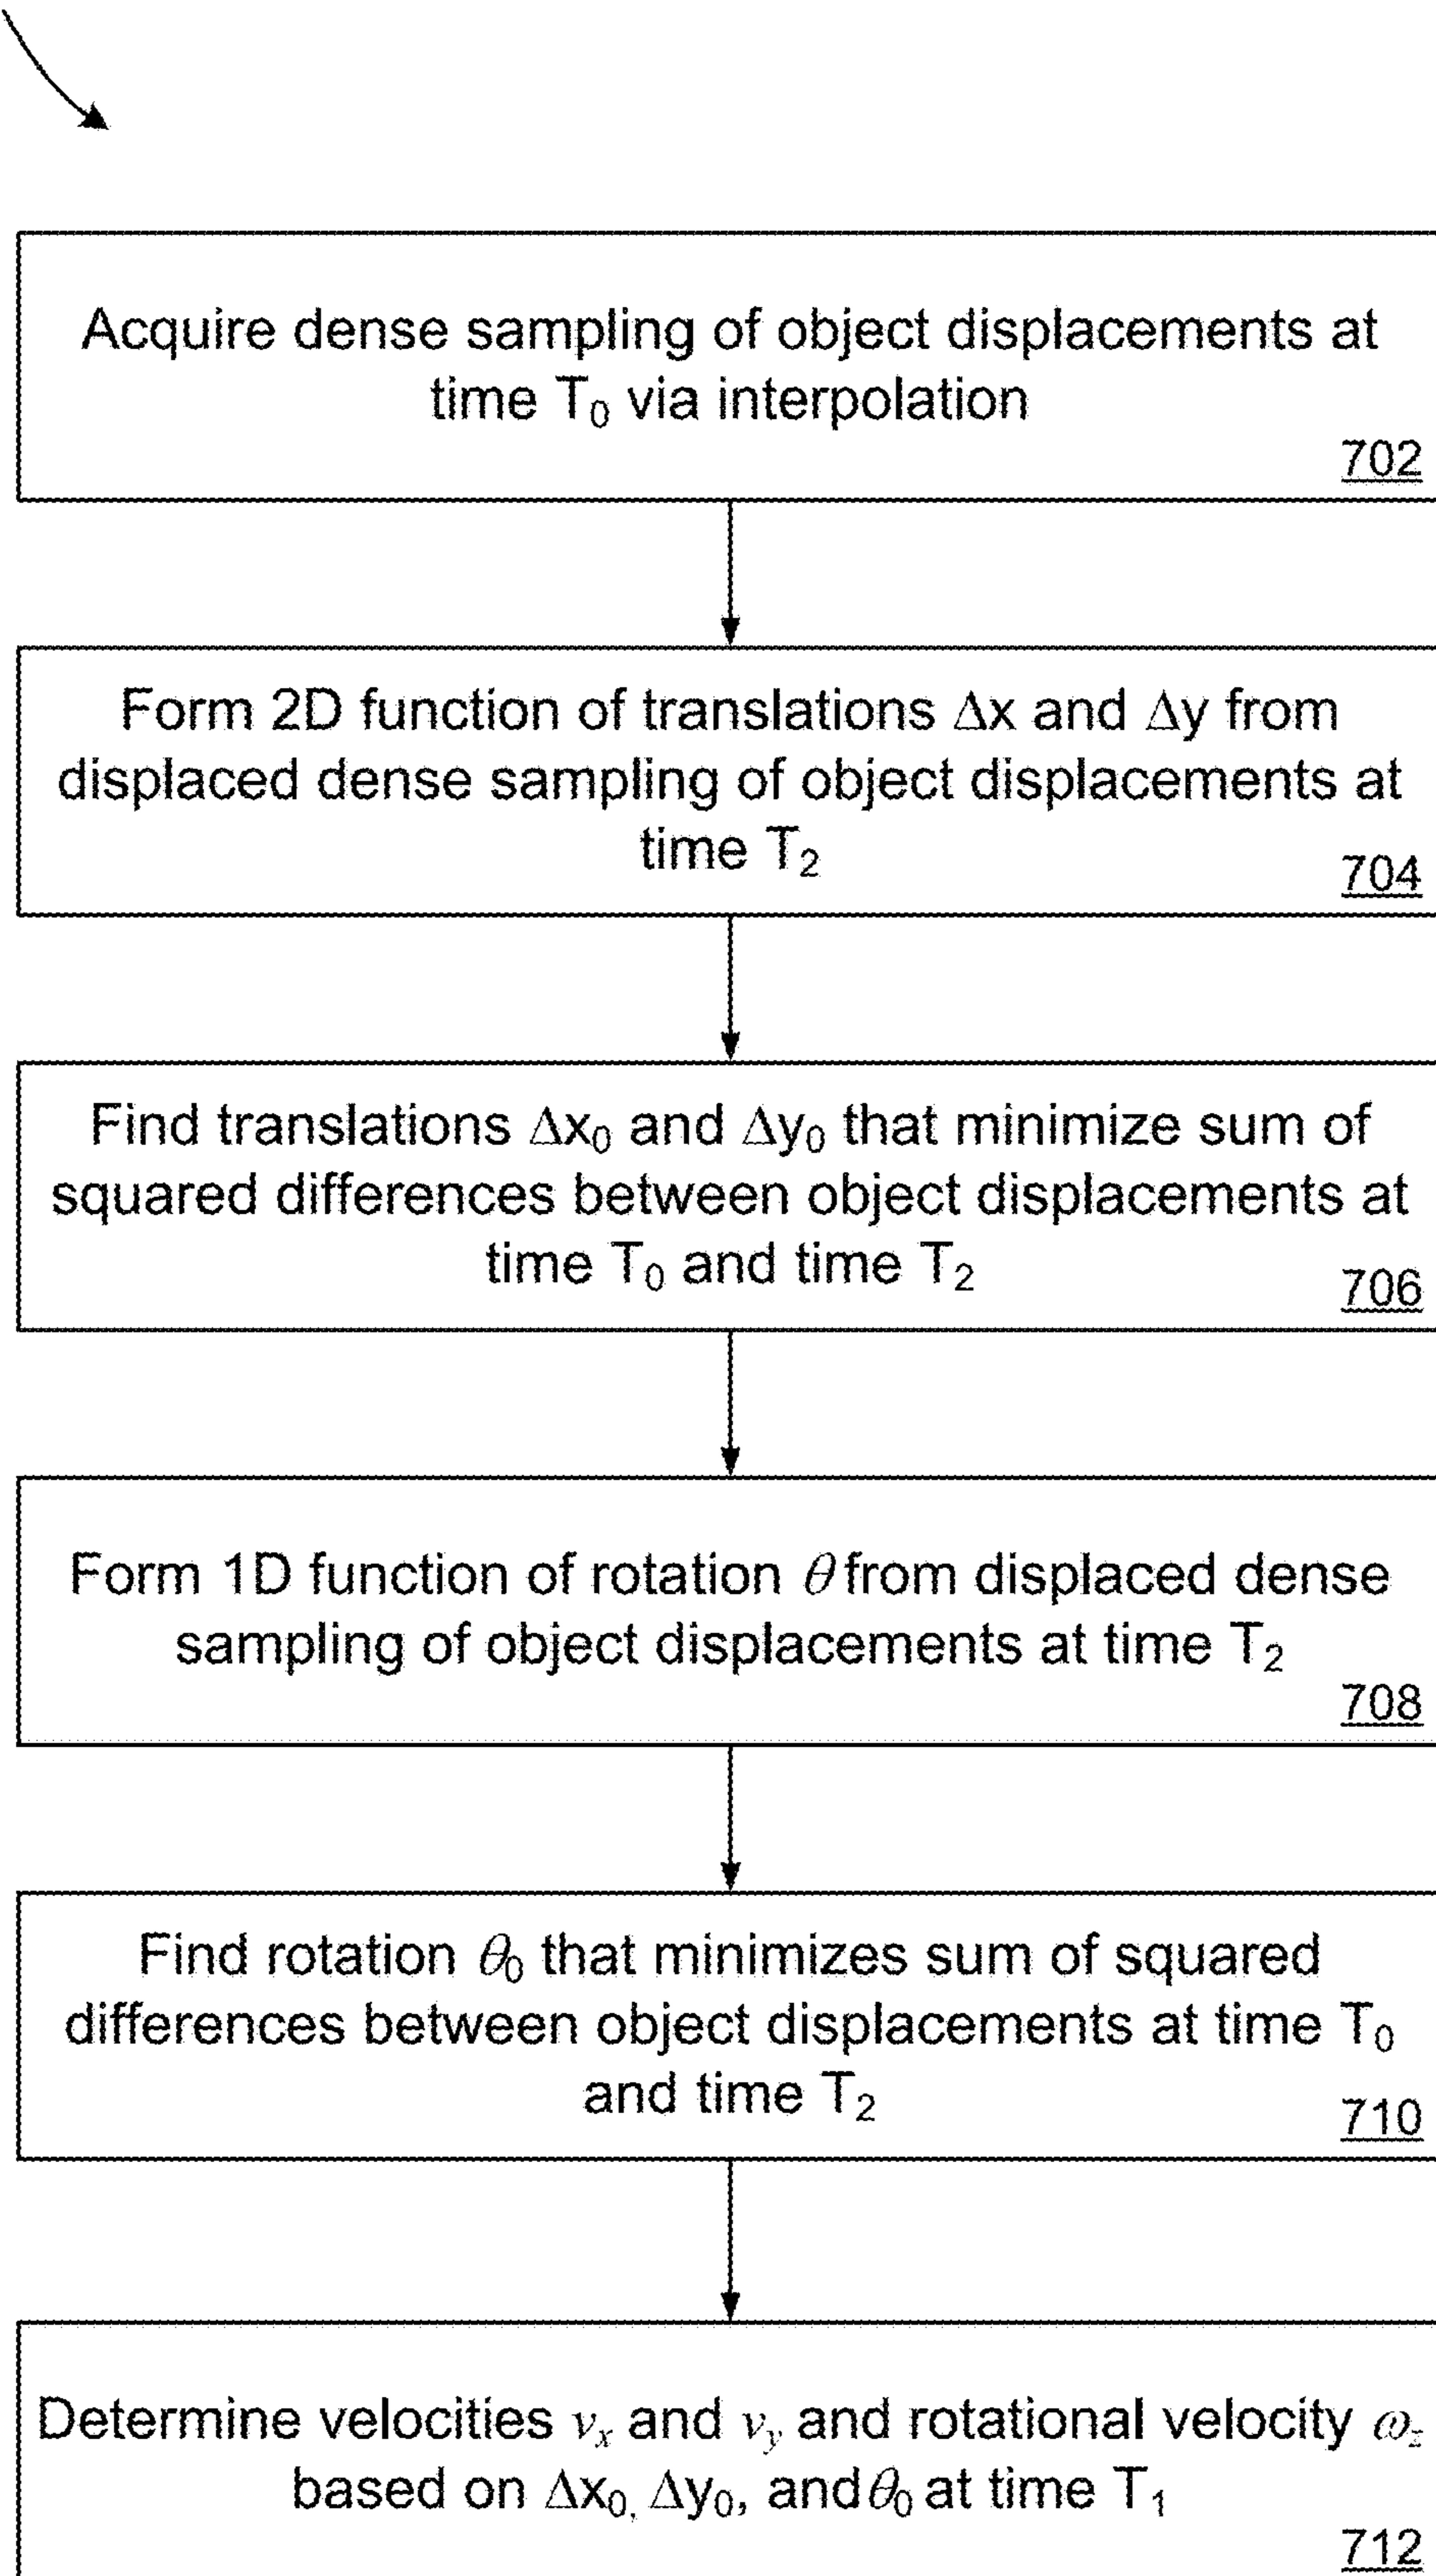 Acquire dense sampling of object displacements at
time T₀ via interpolation
702
Form 2D function of translations Δx and Δy from
displaced dense sampling of object displacements at
time T₂
704
Find translations Δx₀ and Δy₀ that minimize sum of
squared differences between object displacements at
time T₀ and time T₂
706
Form 1D function of rotation θ from displaced dense
sampling of object displacements at time T₂
708
Find rotation θ₀ that minimizes sum of squared
differences between object displacements at time T₀
and time T₂
710
Determine velocities vₓ and v_y and rotational velocity ω_z
based on Δx₀, Δy₀, and θ₀ at time T₁
712